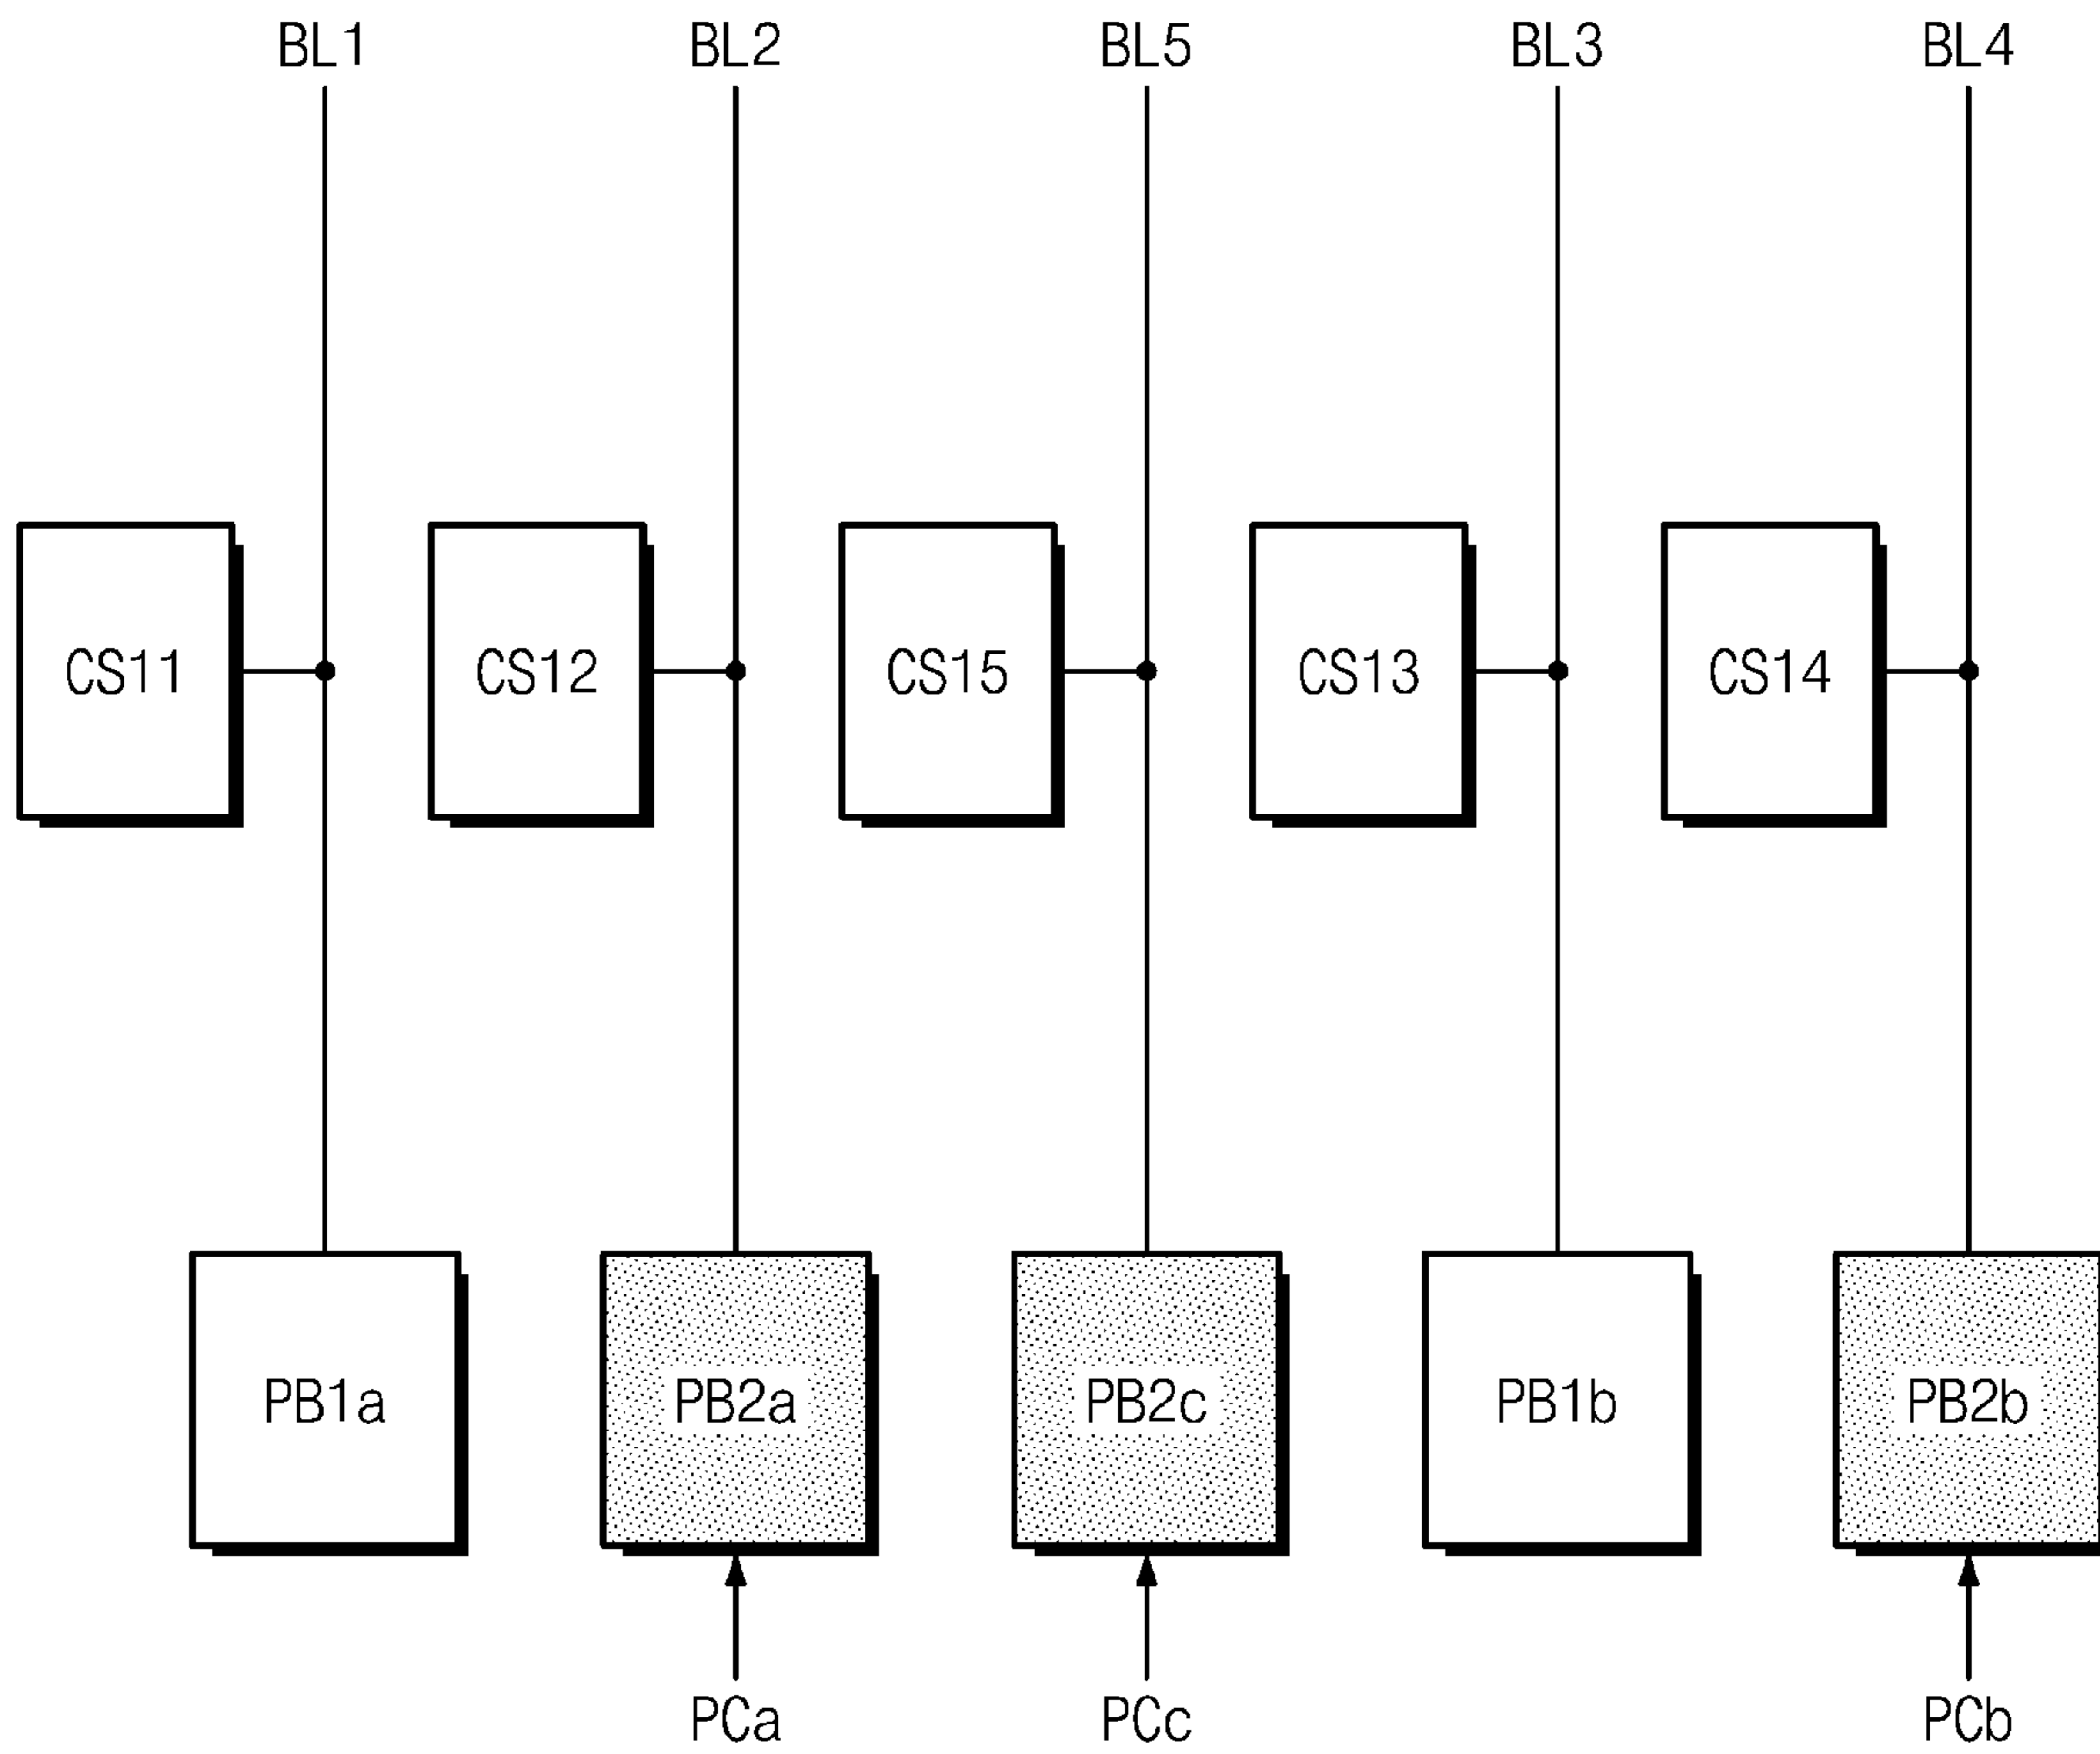 BL1 BL2 BL5 BL3 BL4
CS11 CS12 CS15 CS13 CS14
PB1a PB2a PB2c PB1b PB2b
PCa PCc PCb